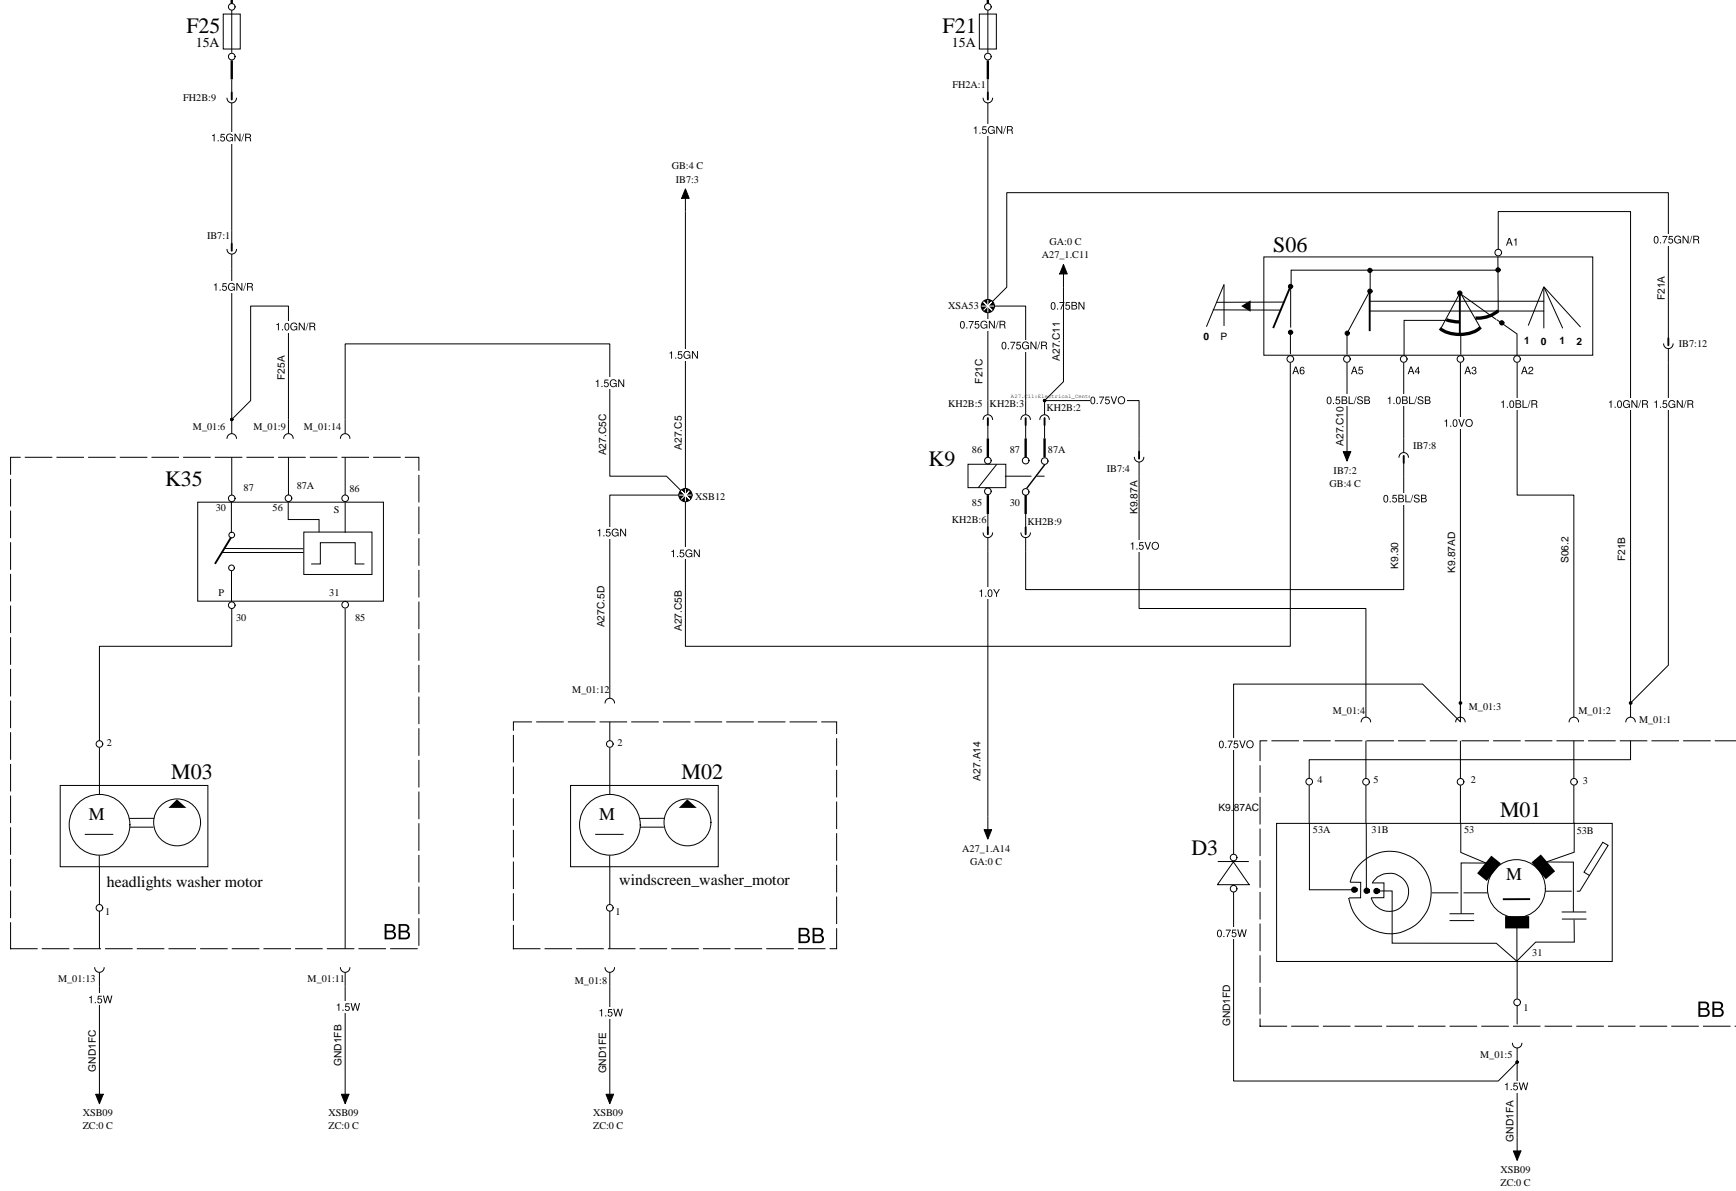 F25
15A
FH2B:9
1.5GN/R
IB7:1
1.5GN/R
1.0GN/R
F25A
M_01:6
M_01:9
M_01:14
K35
87
87A
86
30
56
S
P
31
30
85
2
M03
M
headlights washer motor
1
BB
M_01:13
1.5W
GND1FC
XSB09
ZC:0 C
M_01:11
1.5W
GND1FB
XSB09
ZC:0 C
GB:4 C
IB7:3
1.5GN
A27.C5
1.5GN
A27.C5C
XSB12
1.5GN
A27C.5D
1.5GN
A27.C5B
M_01:12
2
M02
M
windscreen_washer_motor
1
BB
M_01:8
1.5W
GND1FE
XSB09
ZC:0 C
F21
15A
FH2A:1
1.5GN/R
XSA53
0.75GN/R
F21C
0.75GN/R
GA:0 C
A27_1.C11
0.75BN
A27.C11
KH2B:5
KH2B:3
KH2B:2
0.75VO
K9
86
87
87A
85
30
KH2B:6
KH2B:9
IB7:4
K9.87A
1.5VO
1.0Y
A27.A14
A27_1.A14
GA:0 C
S06
A1
0
P
1
0
1
2
A6
A5
A4
A3
A2
0.5BL/SB
A27.C10
IB7:2
GB:4 C
1.0BL/SB
IB7:8
0.5BL/SB
K9.30
1.0VO
K9.87AD
1.0BL/R
S06.2
1.0GN/R
F21B
0.75GN/R
F21A
IB7:12
1.5GN/R
M_01:4
M_01:3
M_01:2
M_01:1
0.75VO
K9.87AC
D3
0.75W
GND1FD
4
5
2
3
M01
53A
31B
53
53B
M
31
1
BB
M_01:5
1.5W
GND1FA
XSB09
ZC:0 C